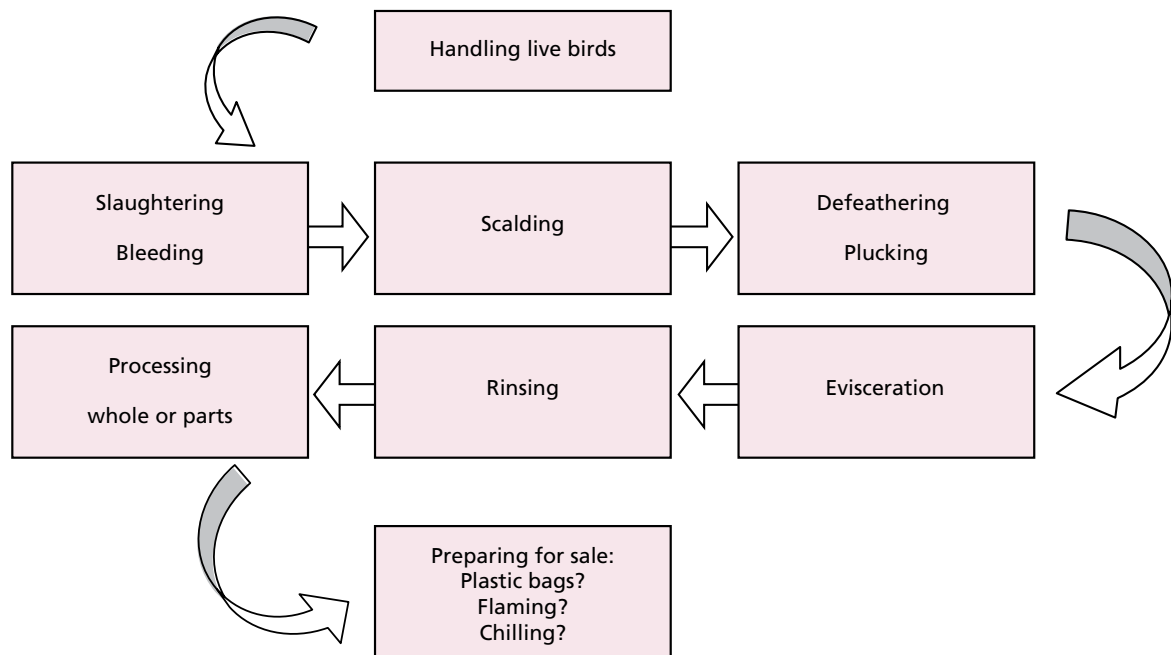 Handling live birds
Slaughtering
Bleeding
Scalding
Defeathering
Plucking
Evisceration
Rinsing
Processing
whole or parts
Preparing for sale:
Plastic bags?
Flaming?
Chilling?